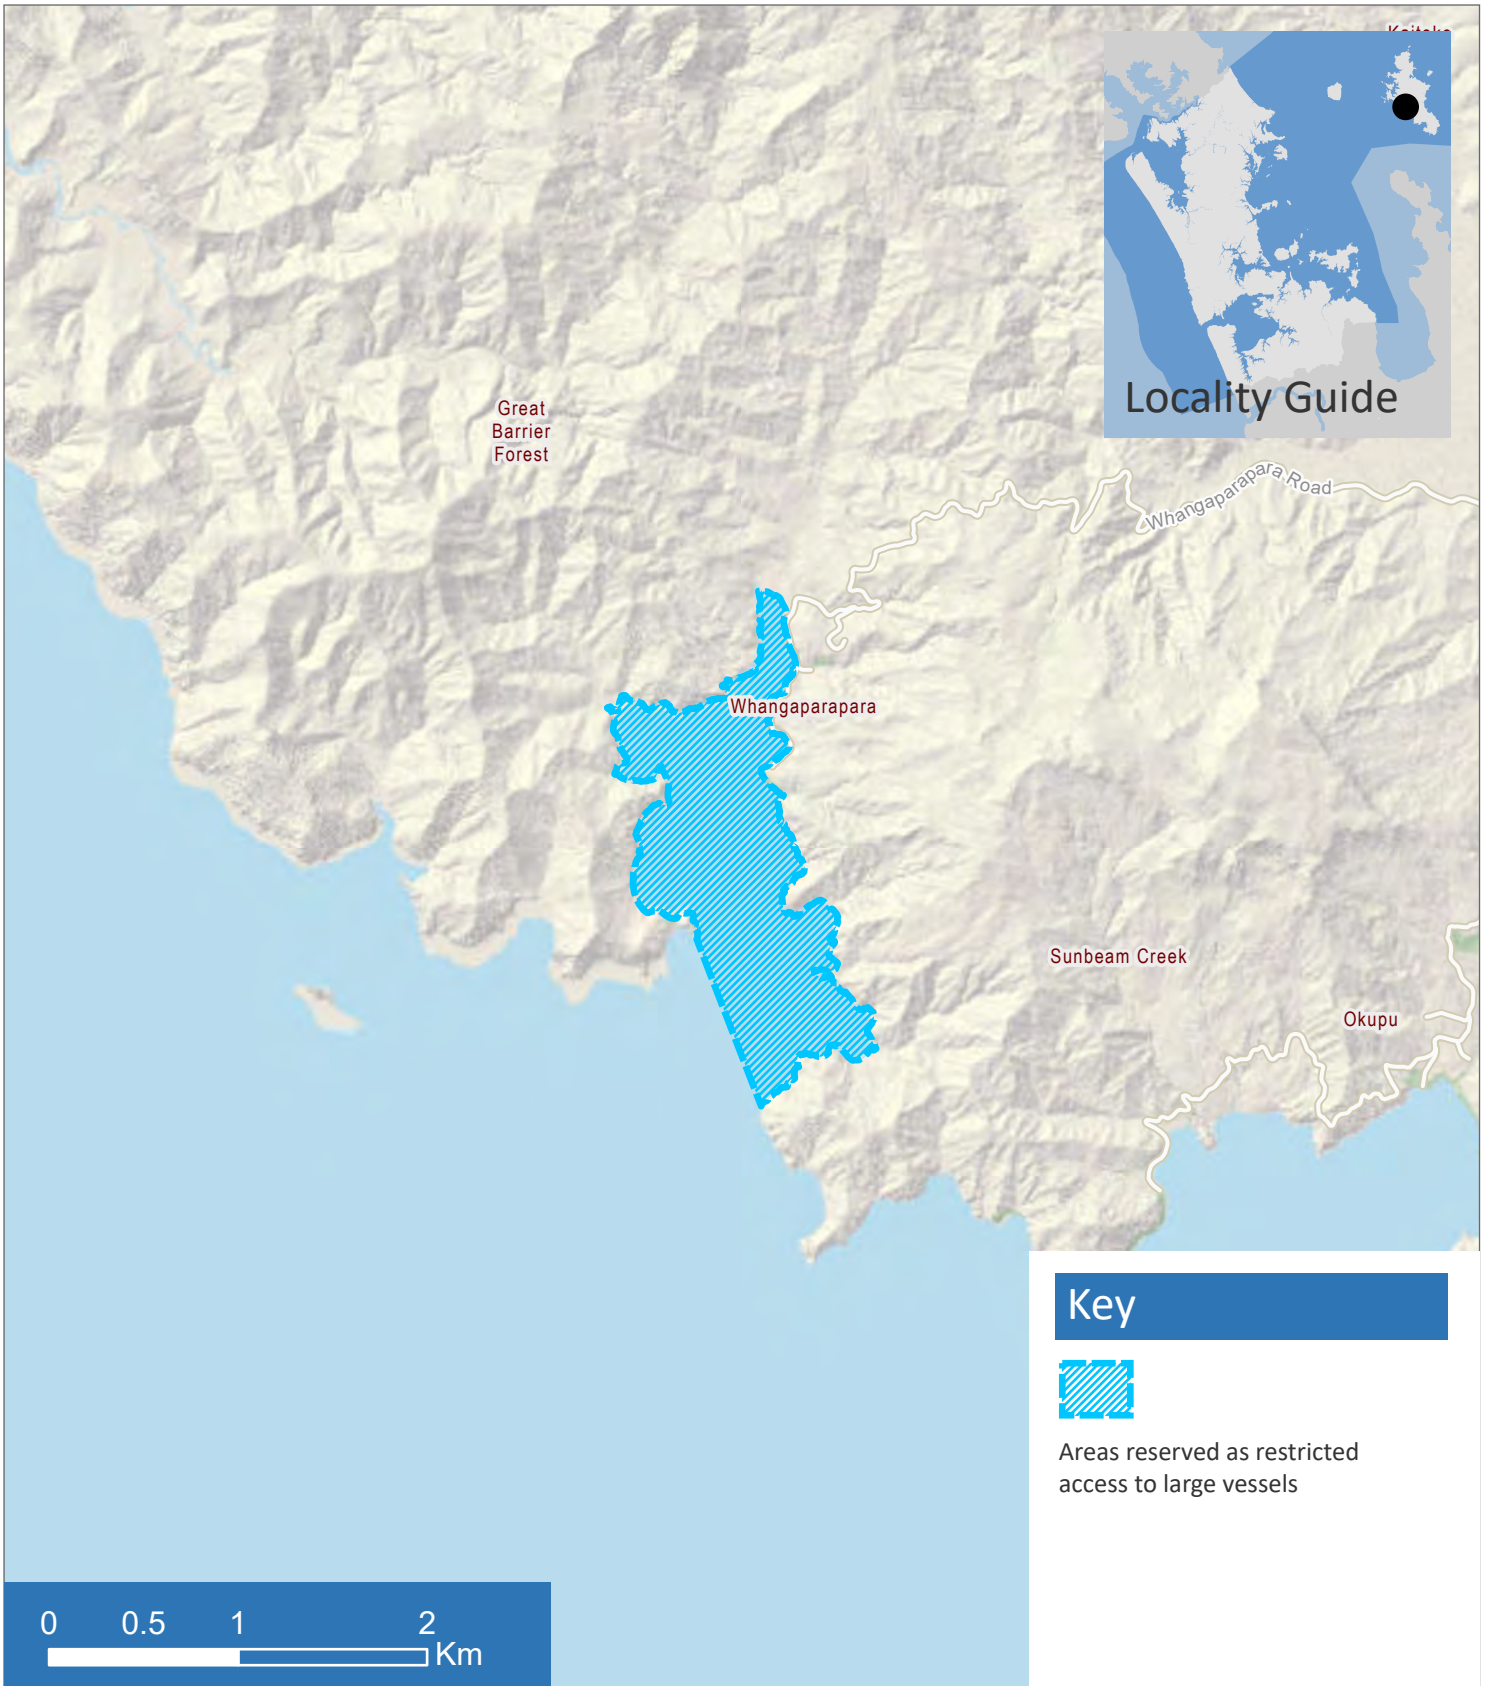 Locality Guide
Great
Barrier
Forest
Whangaparapara Road
Whangaparapara
Sunbeam Creek
Okupu
Key
Areas reserved as restricted
access to large vessels
0 0.5 1 2
Km